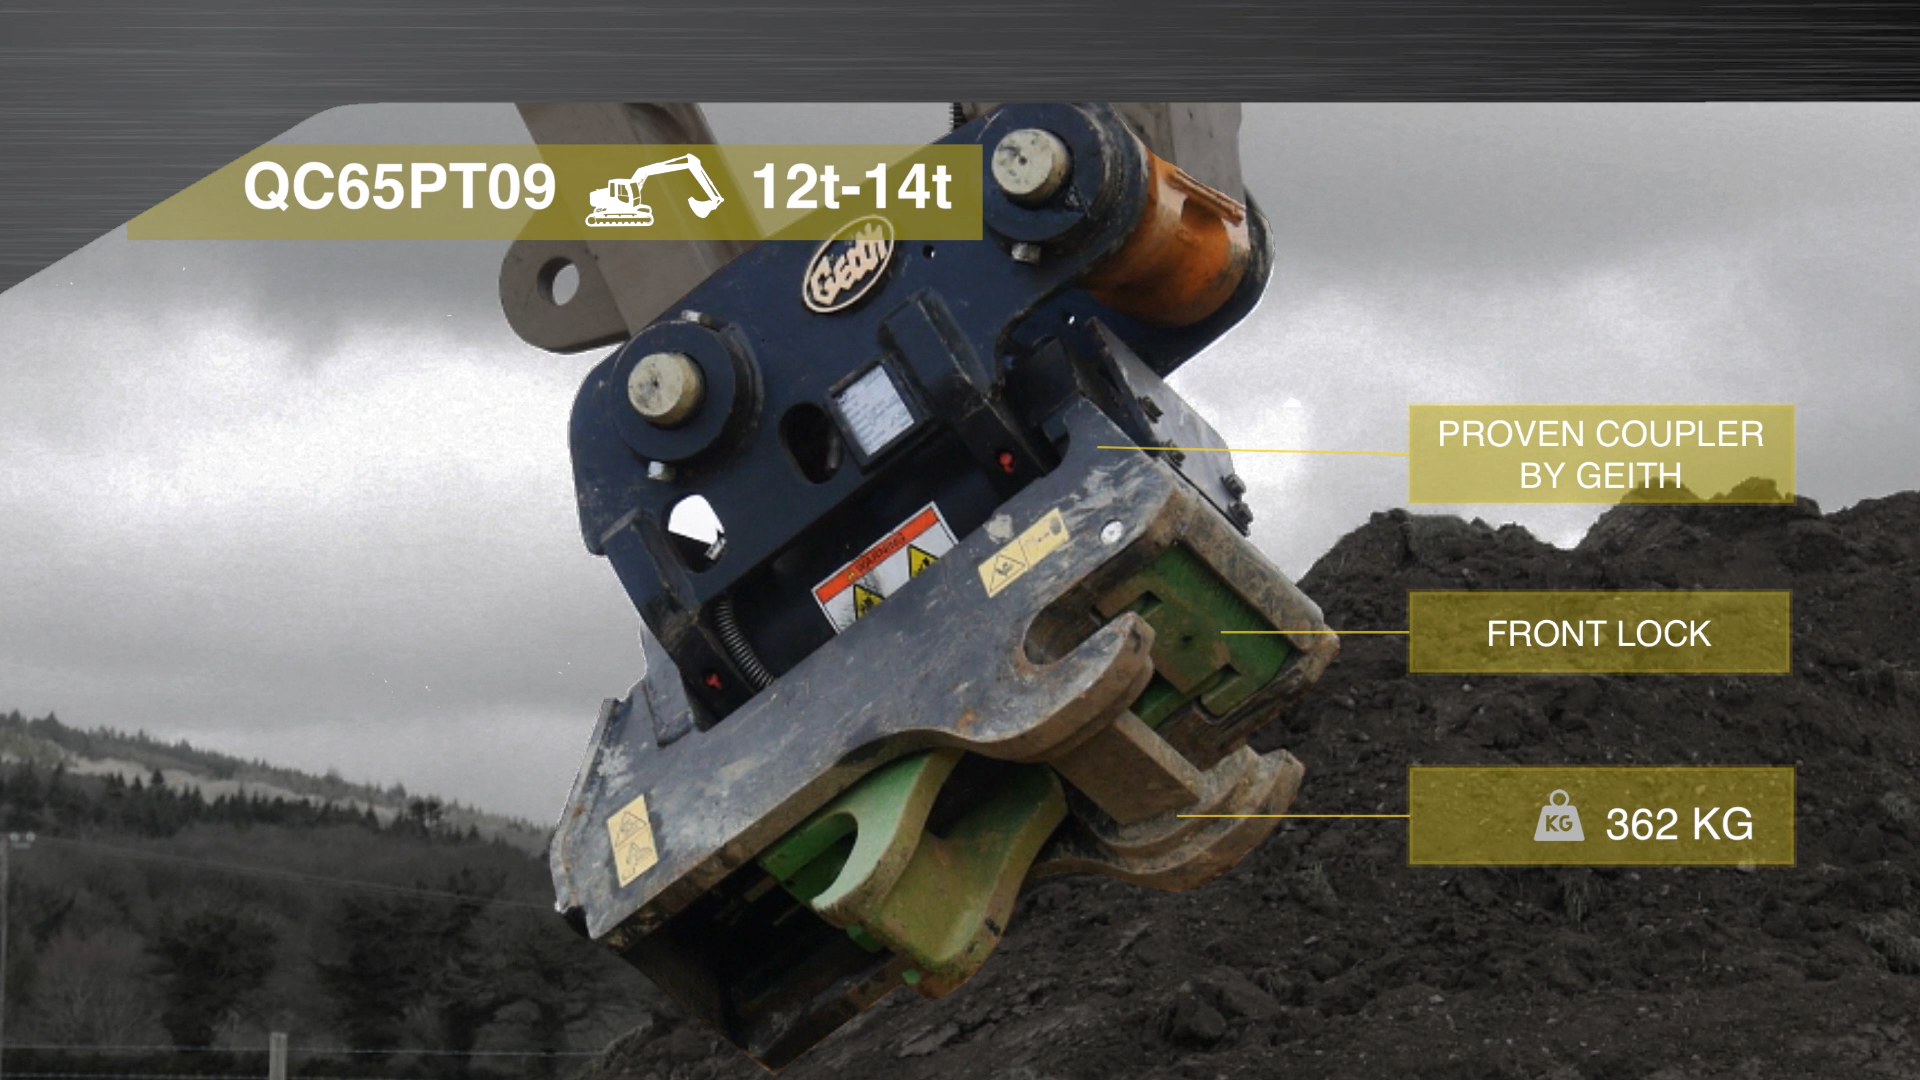 QC65PT09 12t-14t
Geith
PROVEN COUPLER
BY GEITH
WARNING
FRONT LOCK
KG 362 KG